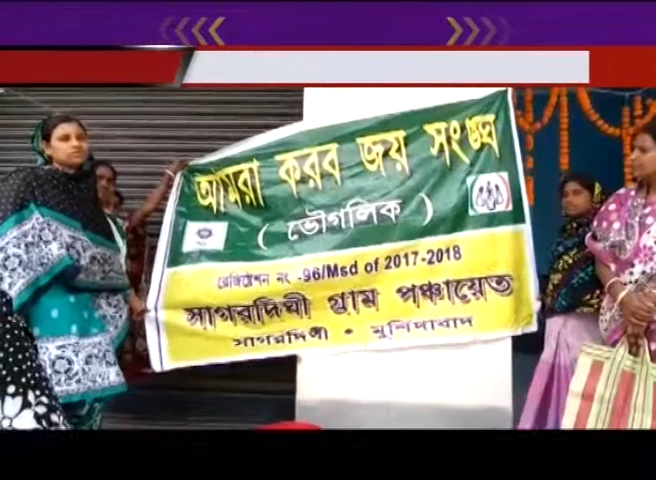 আমরা করব জয় সংঙ্ঘ
(ভৌগলিক)
রেজিষ্টেশন নং -96/Msd of 2017-2018
সাগরদিঘী গ্রাম পঞ্চায়েত
সাগরদিঘী • মুর্শিদাবাদ